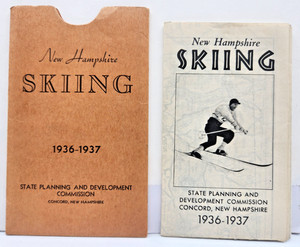 New Hampshire
SKIING
1936-1937
STATE PLANNING AND DEVELOPMENT
COMMISSION
CONCORD, NEW HAMPSHIRE
New Hampshire
SKIING
STATE PLANNING AND
DEVELOPMENT COMMISSION
CONCORD, NEW HAMPSHIRE
1936-1937